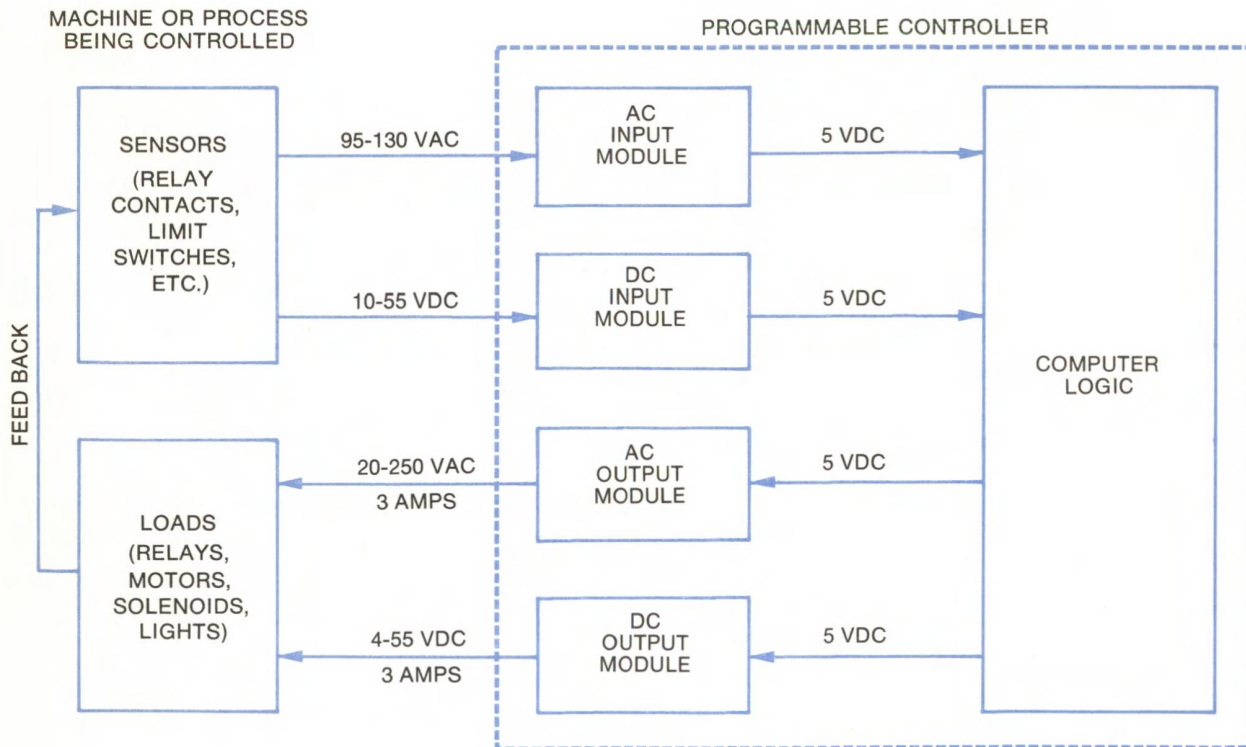 MACHINE OR PROCESS
BEING CONTROLLED
PROGRAMMABLE CONTROLLER
SENSORS
(RELAY
CONTACTS,
LIMIT
SWITCHES,
ETC.)
95-130 VAC
AC
INPUT
MODULE
5 VDC
10-55 VDC
DC
INPUT
MODULE
5 VDC
COMPUTER
LOGIC
FEED BACK
LOADS
(RELAYS,
MOTORS,
SOLENOIDS,
LIGHTS)
20-250 VAC
3 AMPS
AC
OUTPUT
MODULE
5 VDC
4-55 VDC
3 AMPS
DC
OUTPUT
MODULE
5 VDC